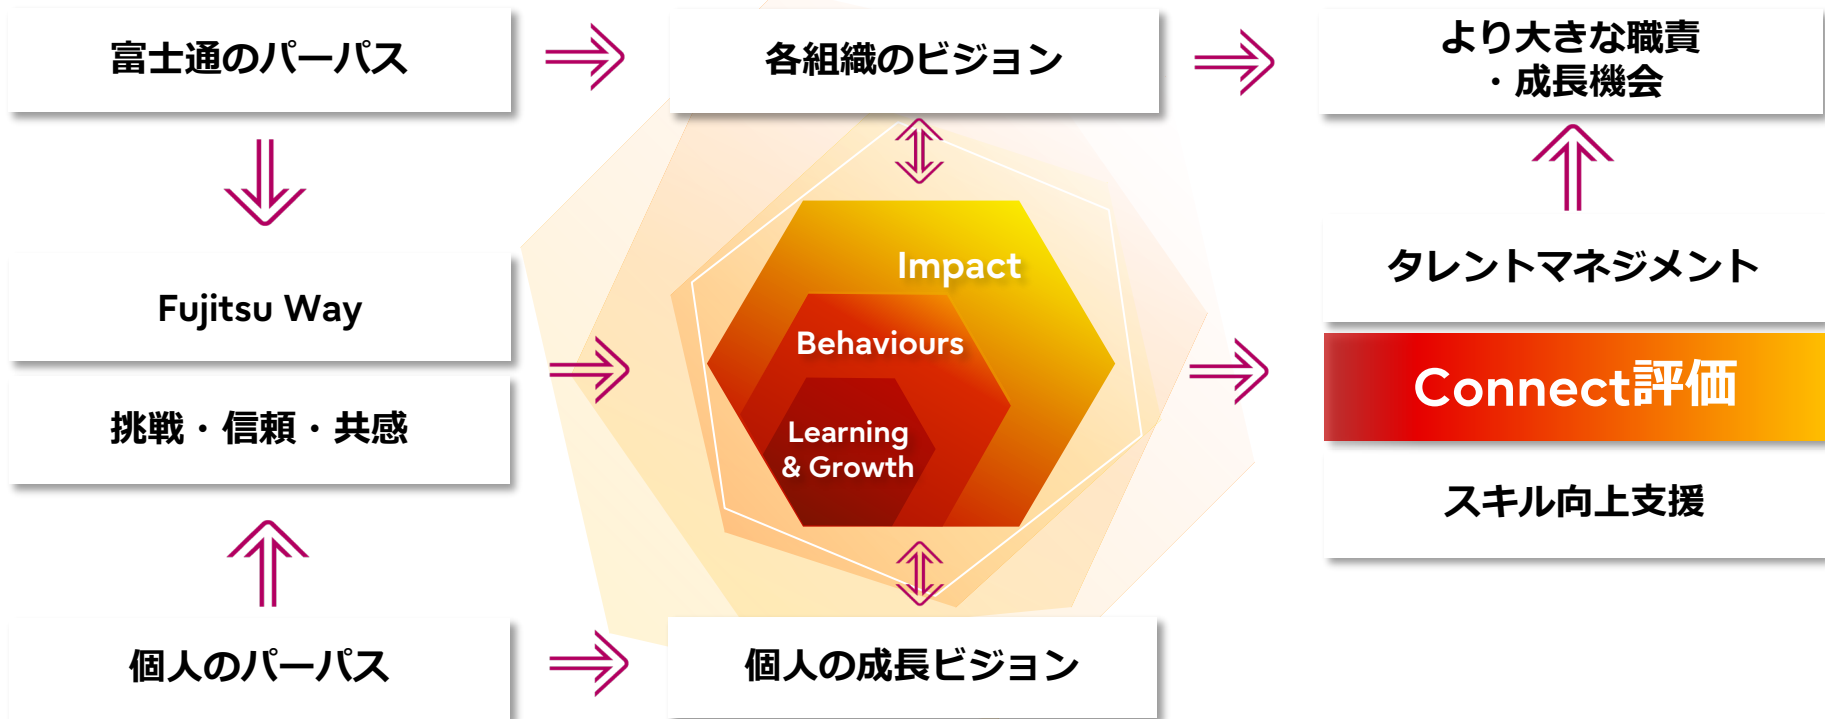 富士通のパーパス
各組織のビジョン
より大きな職責
・成長機会
Fujitsu Way
挑戦・信頼・共感
Impact
Behaviours
Learning
& Growth
タレントマネジメント
Connect評価
スキル向上支援
個人のパーパス
個人の成長ビジョン